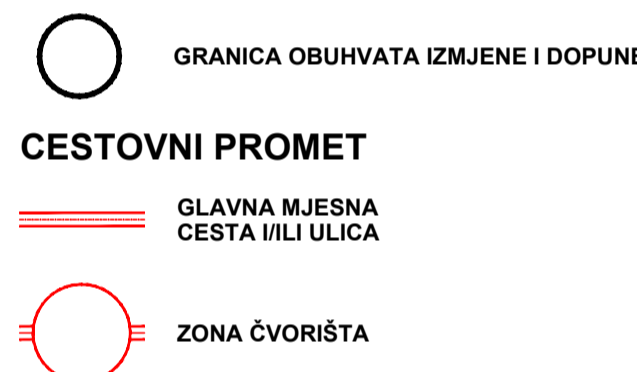 GRANICA OBUHVATA IZMJENE I DOPUNE
CESTOVNI PROMET
GLAVNA MJESNA
CESTA I/ILI ULICA
ZONA ČVORIŠTA